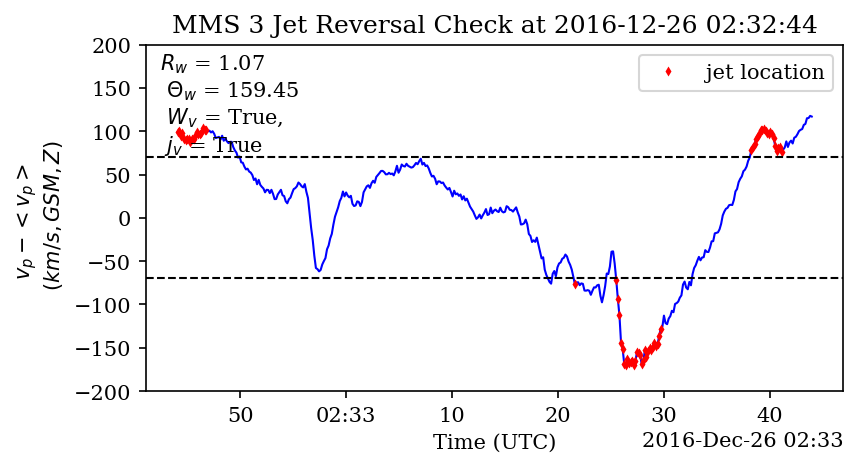 MMS 3 Jet Reversal Check at 2016-12-26 02:32:44
200
150
100
50
0
−50
−100
−150
−200
v_p − < v_p >
(km/s, GSM, Z)
R_w = 1.07
Θ_w = 159.45
W_v = True,
j_v = True
jet location
50 02:33 10 20 30 40
Time (UTC)
2016-Dec-26 02:33